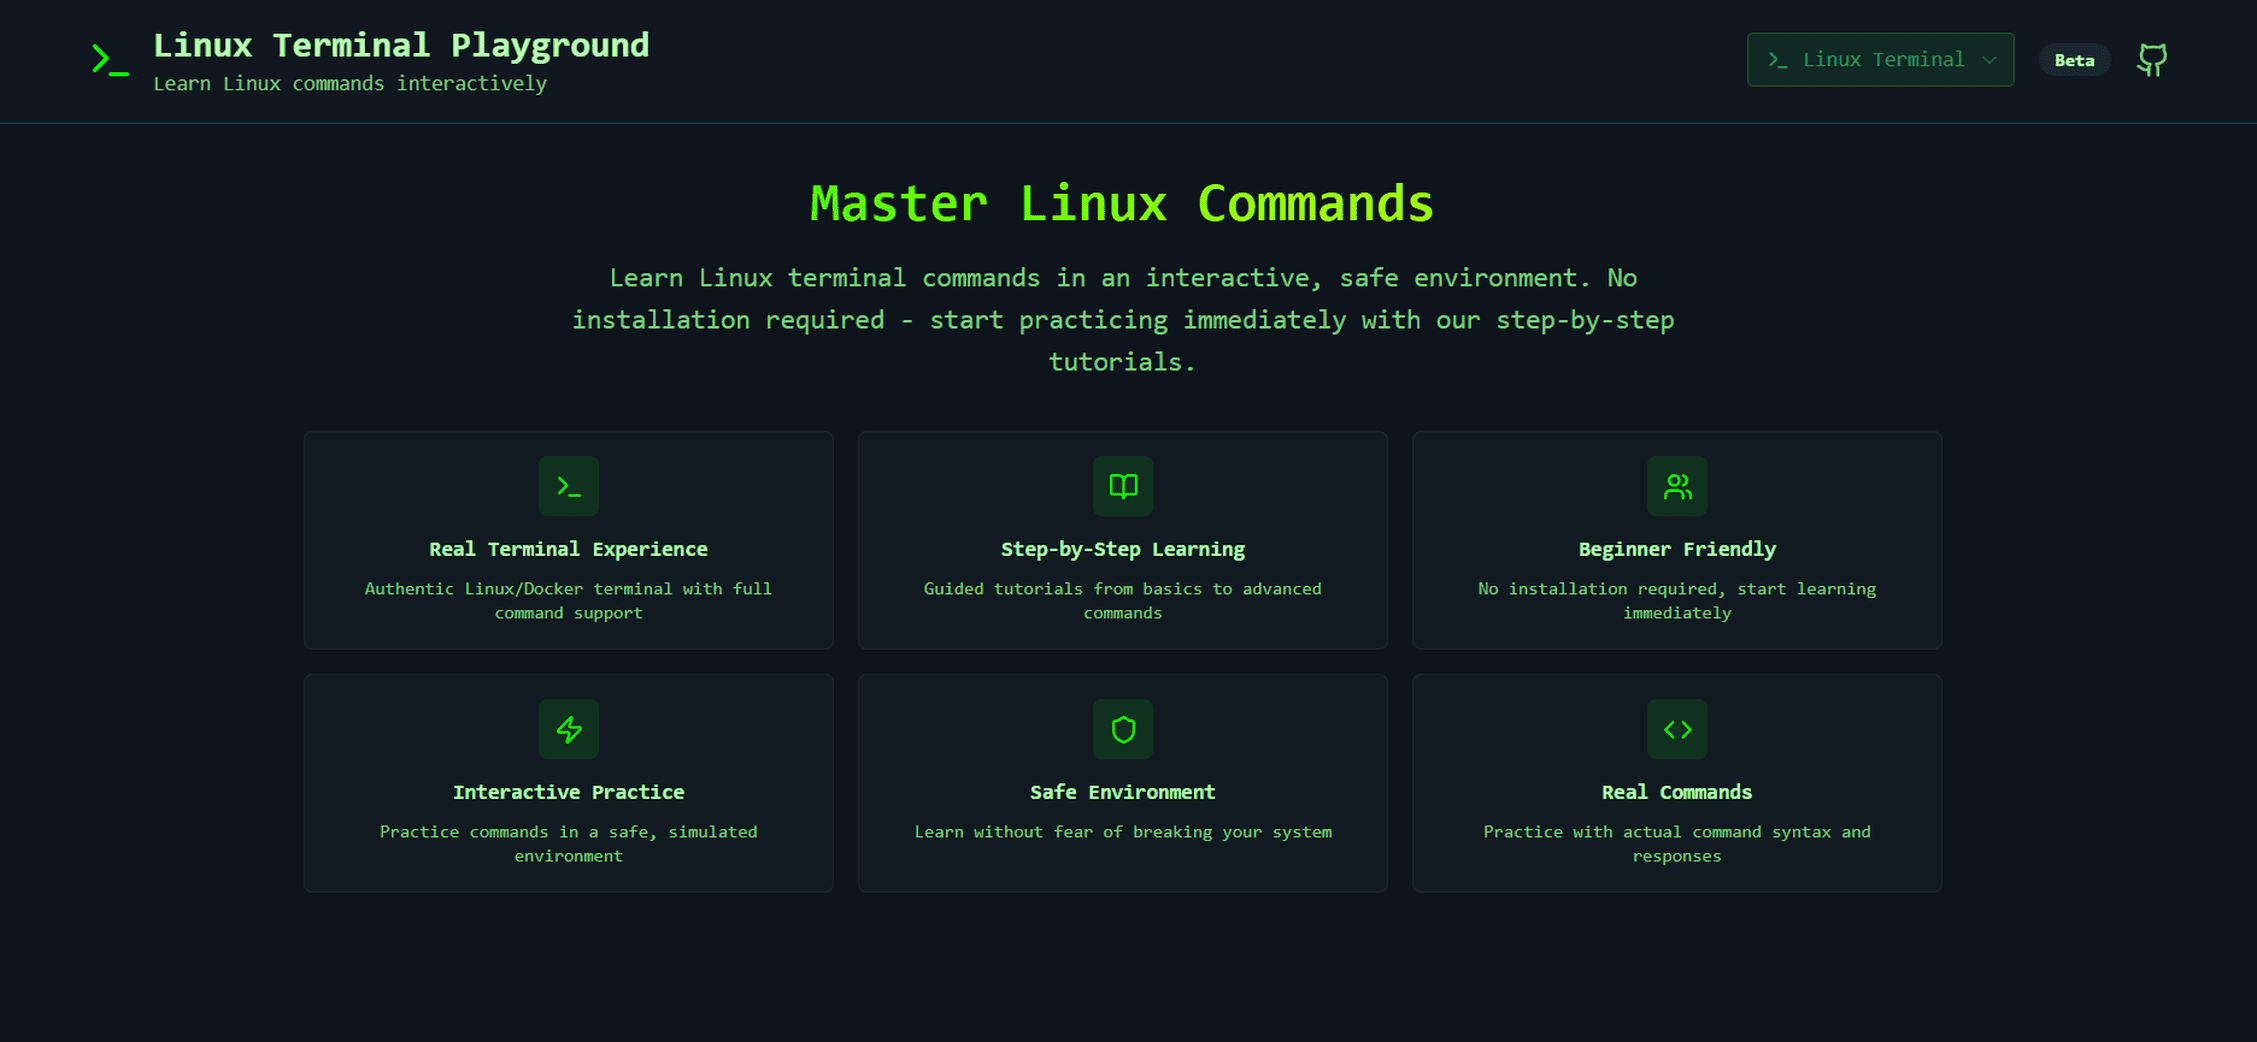 Linux Terminal Playground
Learn Linux commands interactively
Linux Terminal
Beta
Master Linux Commands
Learn Linux terminal commands in an interactive, safe environment. No
installation required - start practicing immediately with our step-by-step
tutorials.
Real Terminal Experience
Authentic Linux/Docker terminal with full
command support
Step-by-Step Learning
Guided tutorials from basics to advanced
commands
Beginner Friendly
No installation required, start learning
immediately
Interactive Practice
Practice commands in a safe, simulated
environment
Safe Environment
Learn without fear of breaking your system
Real Commands
Practice with actual command syntax and
responses